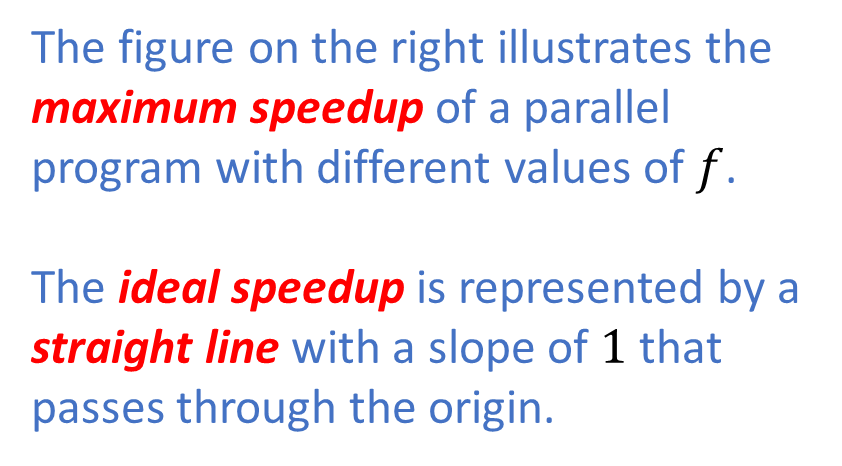 The figure on the right illustrates the
maximum speedup of a parallel
program with different values of f.
The ideal speedup is represented by a
straight line with a slope of 1 that
passes through the origin.